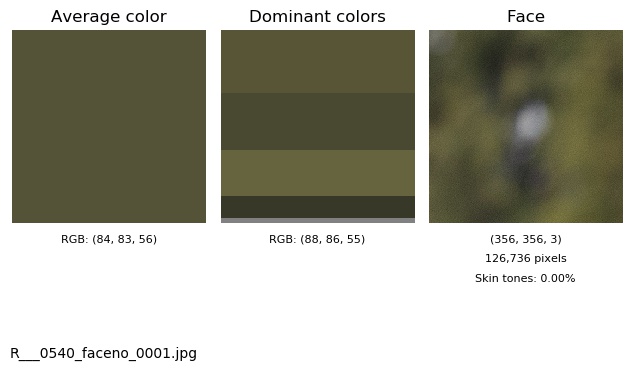 Average color
Dominant colors
Face
RGB: (84, 83, 56)
RGB: (88, 86, 55)
(356, 356, 3)
126,736 pixels
Skin tones: 0.00%
R___0540_faceno_0001.jpg